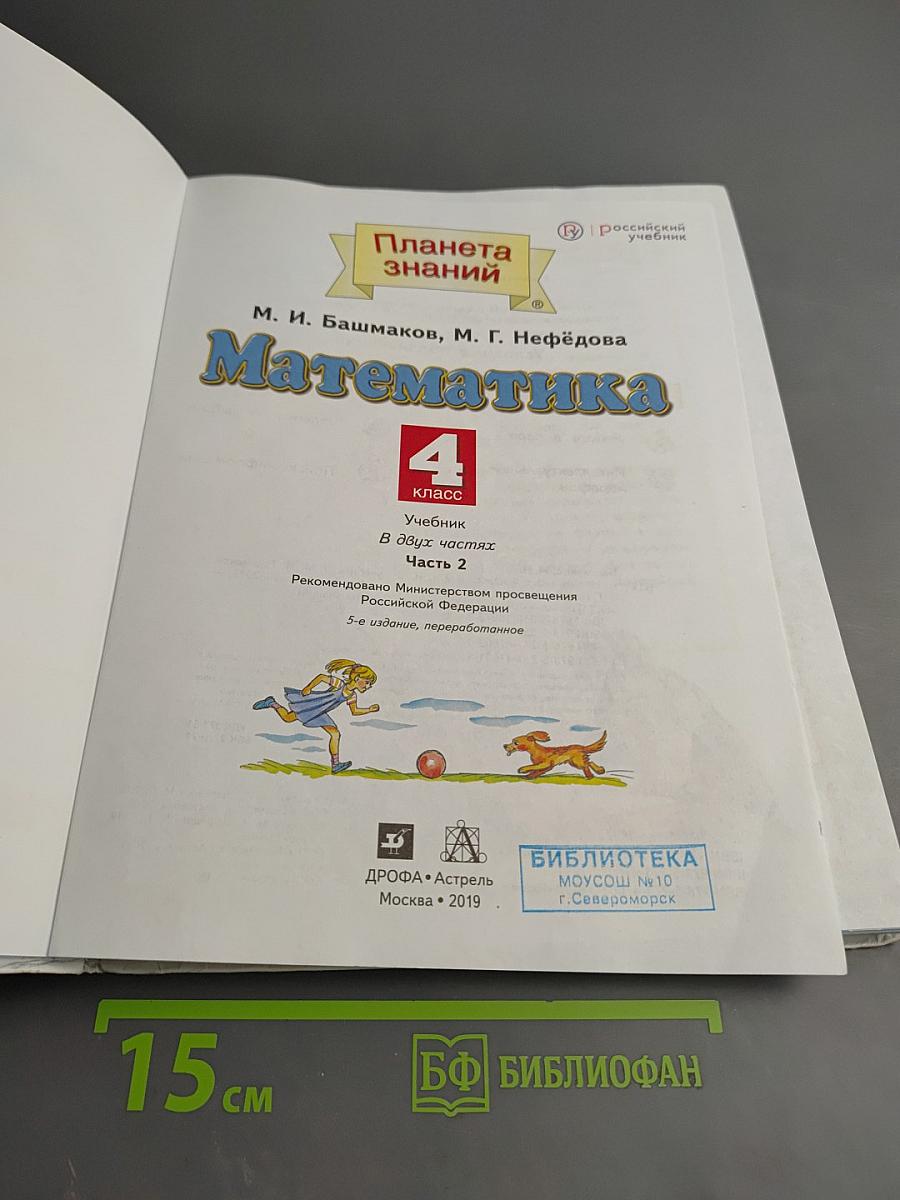 Планета
знаний
®
Российский
учебник
М. И. Башмаков, М. Г. Нефёдова
Математика
4
класс
Учебник
В двух частях
Часть 2
Рекомендовано Министерством просвещения
Российской Федерации
5-е издание, переработанное
ДРОФА • Астрель
Москва • 2019
БИБЛИОТЕКА
МОУСОШ №10
г.Североморск
15 см
БФ БИБЛИОФАН